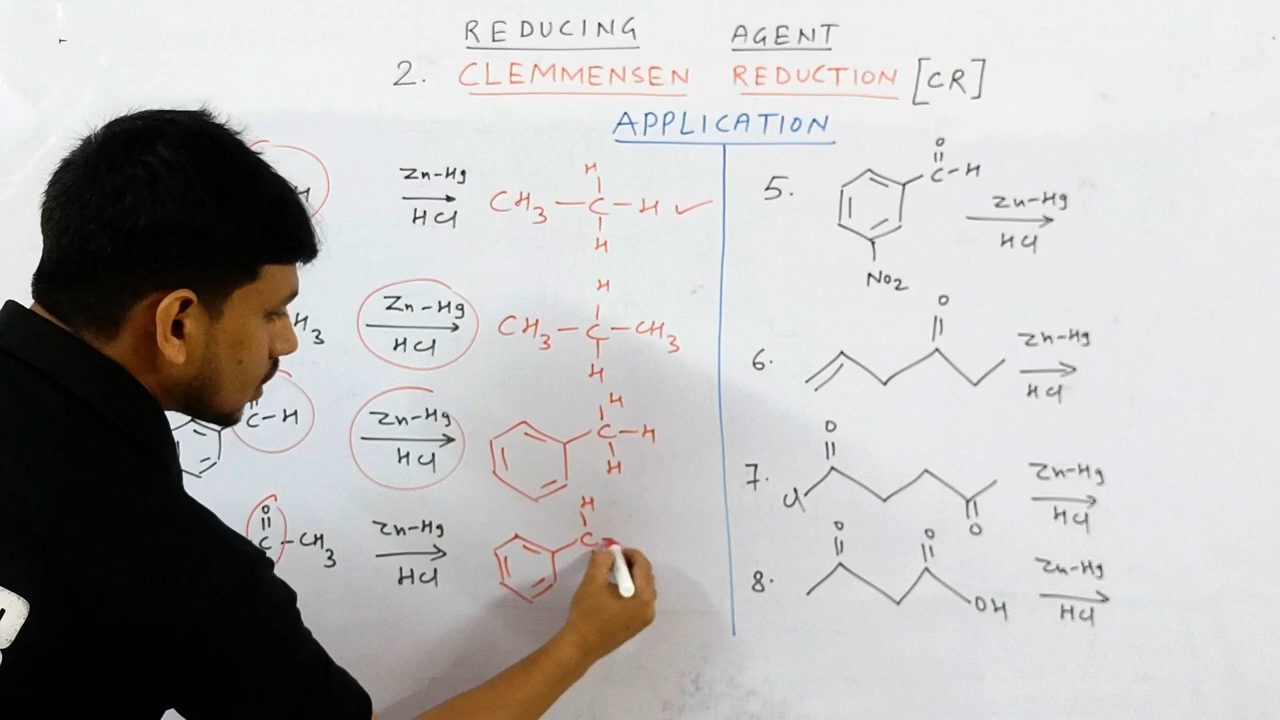 REDUCING AGENT
2. CLEMMENSEN REDUCTION [CR]
APPLICATION
H
Zn-Hg
HCl
H
CH3 — C — H ✓
H
H3
Zn-Hg
HCl
H
CH3 — C — CH3
H
C-H
Zn-Hg
HCl
H
C — H
H
O
C — CH3
Zn-Hg
HCl
H
C
5.
O
C-H
NO2
Zn-Hg
HCl
6.
O
Zn-Hg
HCl
7.
O
Cl
O
Zn-Hg
HCl
8.
O
O
OH
Zn-Hg
HCl